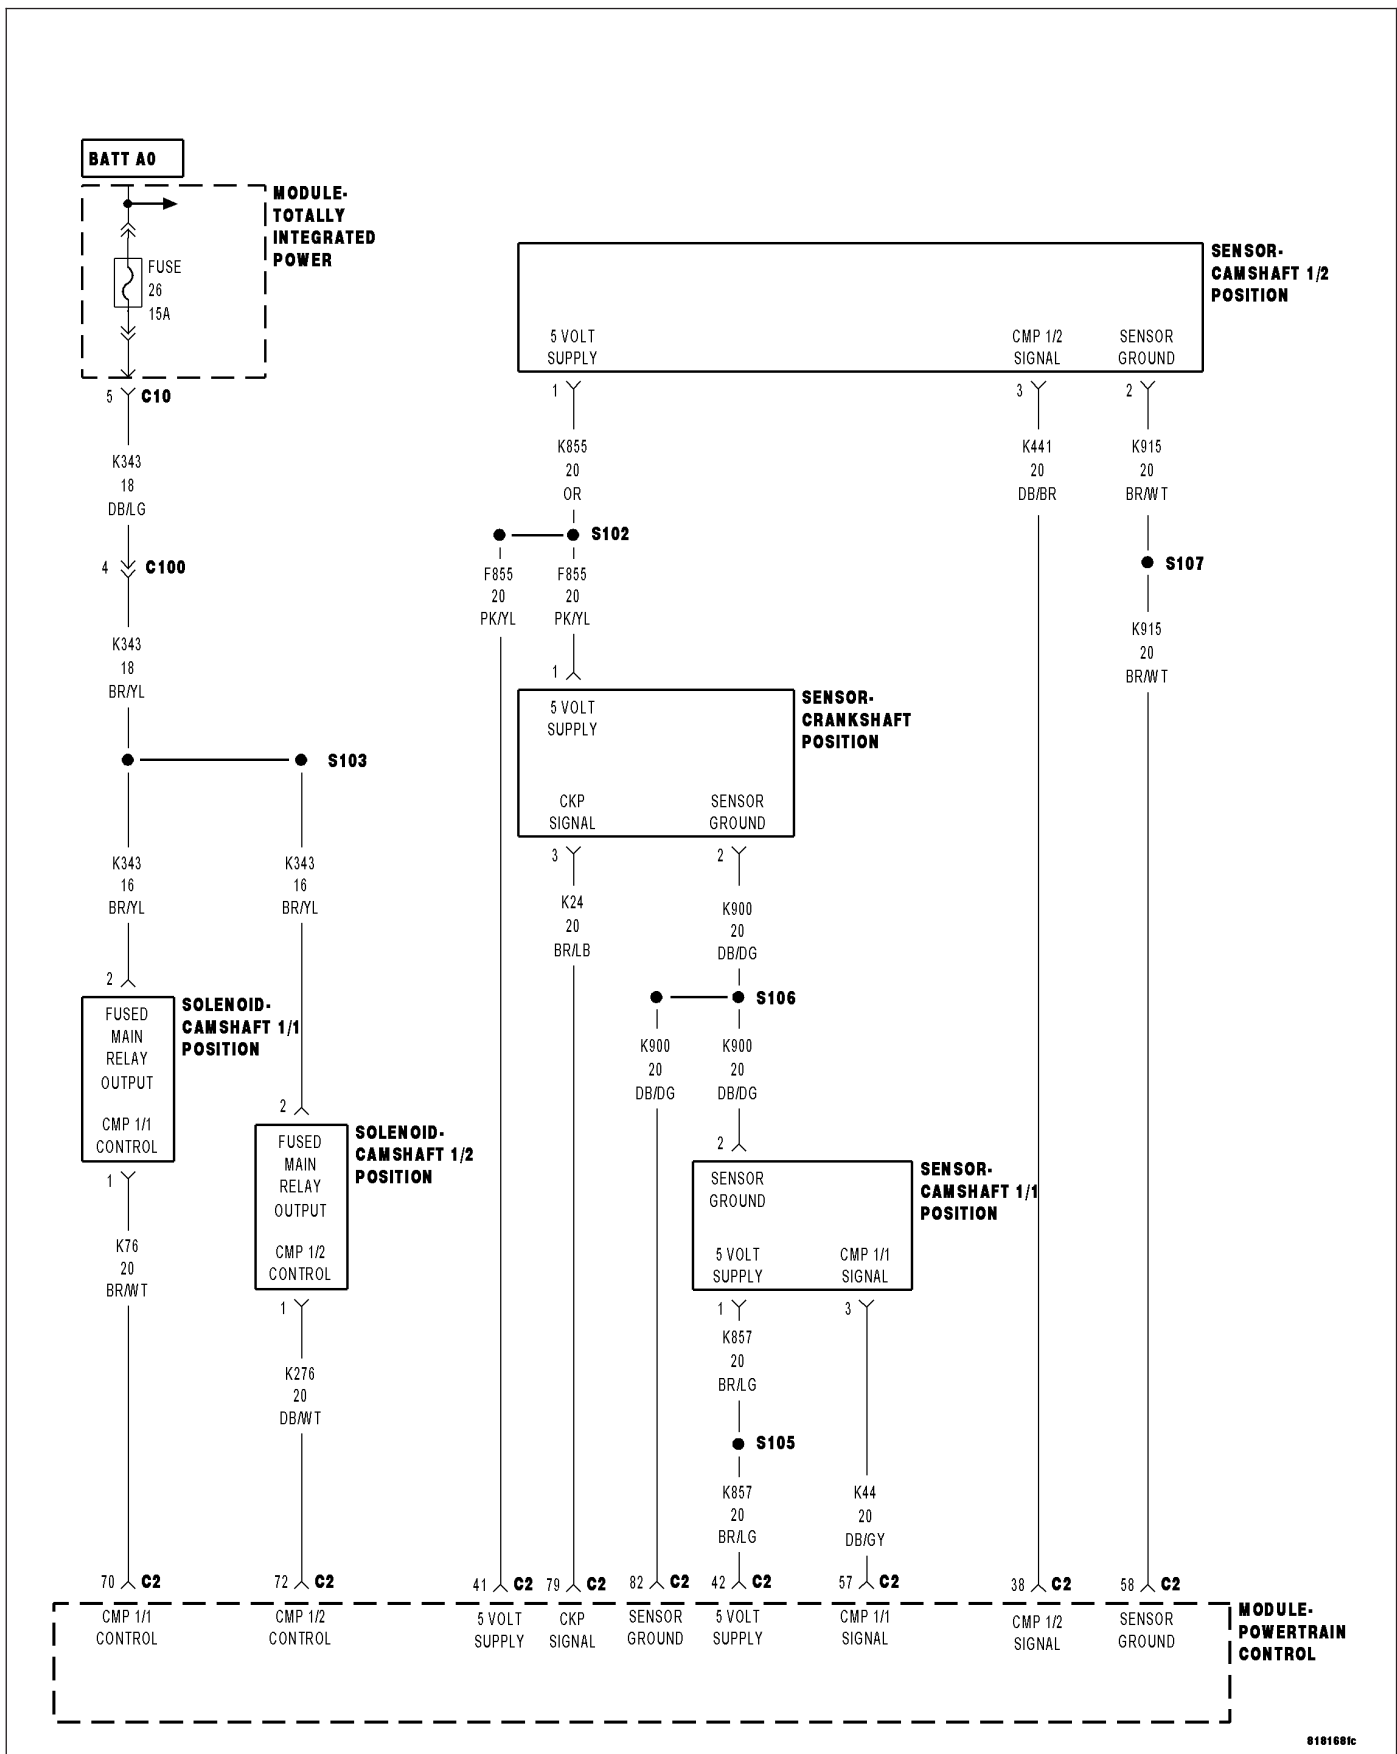 BATT A0
MODULE-
TOTALLY
INTEGRATED
POWER
FUSE
26
15A
5 C10
K343
18
DB/LG
4 C100
K343
18
BR/YL
S103
K343
16
BR/YL
K343
16
BR/YL
2
SOLENOID-
CAMSHAFT 1/1
POSITION
FUSED
MAIN
RELAY
OUTPUT
CMP 1/1
CONTROL
1
K76
20
BR/WT
2
SOLENOID-
CAMSHAFT 1/2
POSITION
FUSED
MAIN
RELAY
OUTPUT
CMP 1/2
CONTROL
1
K276
20
DB/WT
SENSOR-
CAMSHAFT 1/2
POSITION
5 VOLT
SUPPLY
CMP 1/2
SIGNAL
SENSOR
GROUND
1
3
2
K855
20
OR
K441
20
DB/BR
K915
20
BR/WT
S102
S107
F855
20
PK/YL
F855
20
PK/YL
K915
20
BR/WT
1
SENSOR-
CRANKSHAFT
POSITION
5 VOLT
SUPPLY
CKP
SIGNAL
SENSOR
GROUND
3
2
K24
20
BR/LB
K900
20
DB/DG
S106
K900
20
DB/DG
K900
20
DB/DG
2
SENSOR-
CAMSHAFT 1/1
POSITION
SENSOR
GROUND
5 VOLT
SUPPLY
CMP 1/1
SIGNAL
1
3
K857
20
BR/LG
S105
K857
20
BR/LG
K44
20
DB/GY
70 C2
72 C2
41 C2
79 C2
82 C2
42 C2
57 C2
38 C2
58 C2
CMP 1/1
CONTROL
CMP 1/2
CONTROL
5 VOLT
SUPPLY
CKP
SIGNAL
SENSOR
GROUND
5 VOLT
SUPPLY
CMP 1/1
SIGNAL
CMP 1/2
SIGNAL
SENSOR
GROUND
MODULE-
POWERTRAIN
CONTROL
818168fc